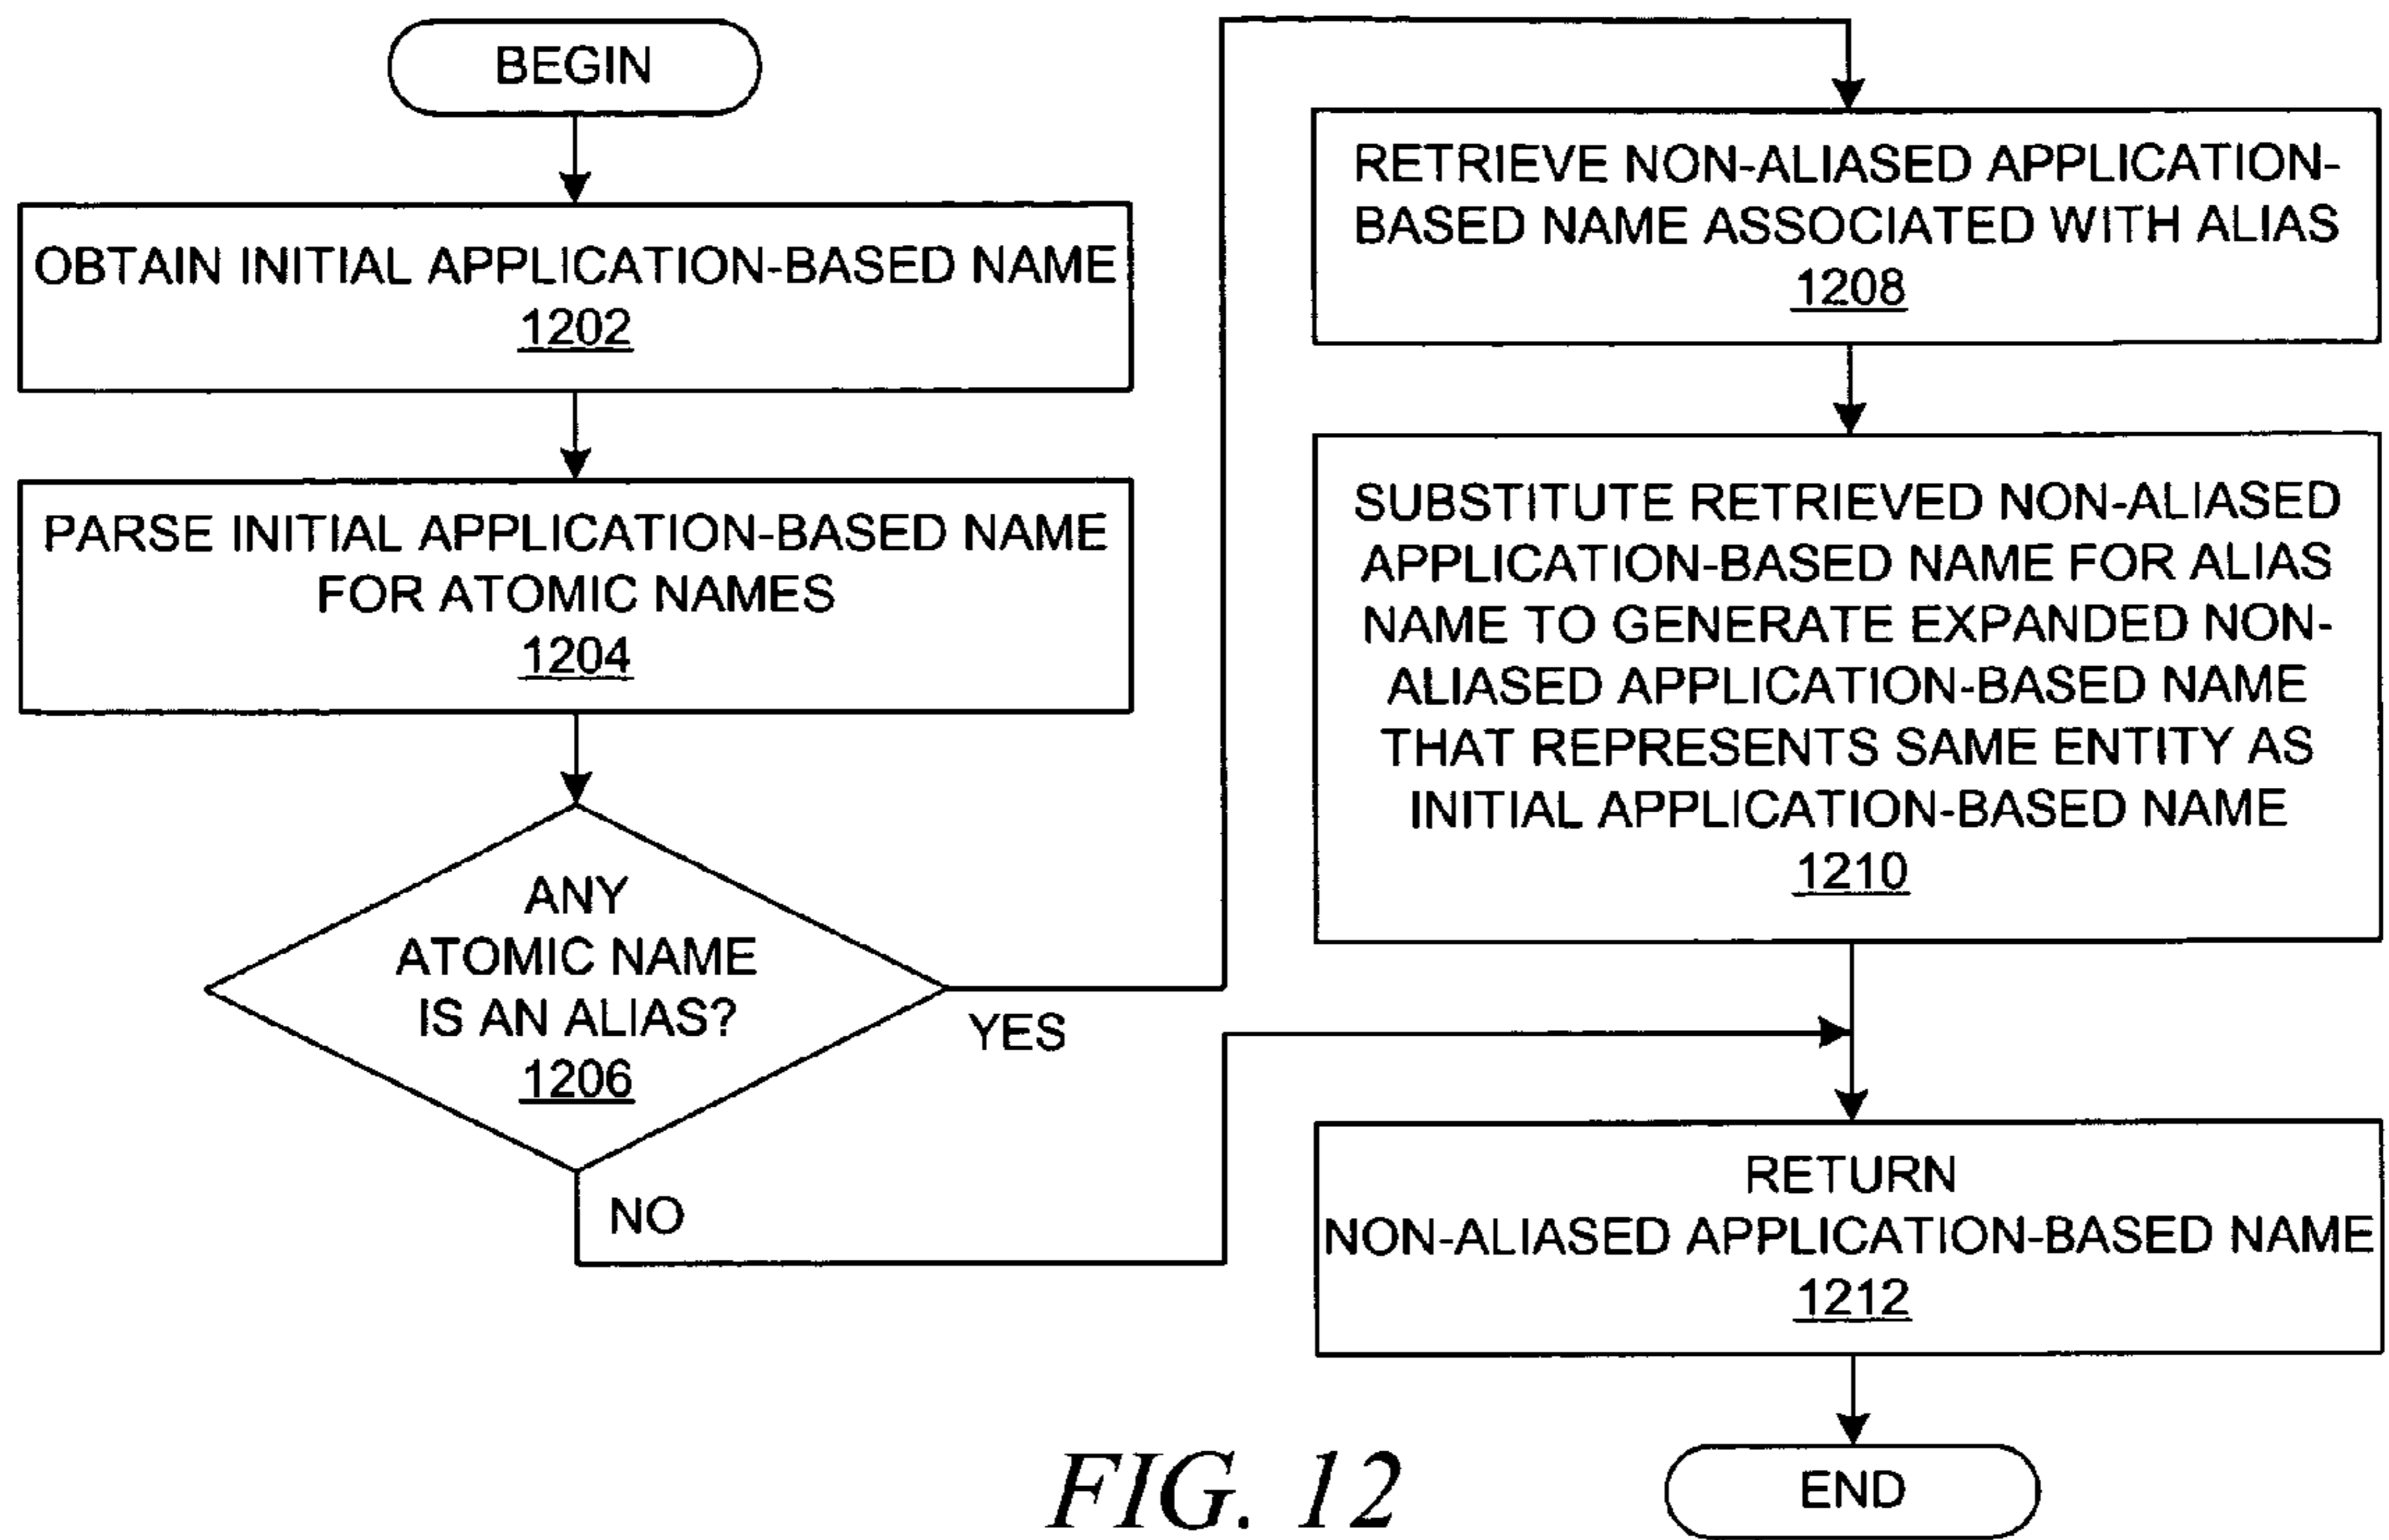 BEGIN
OBTAIN INITIAL APPLICATION-BASED NAME
1202
PARSE INITIAL APPLICATION-BASED NAME
FOR ATOMIC NAMES
1204
ANY
ATOMIC NAME
IS AN ALIAS?
1206
YES
NO
RETRIEVE NON-ALIASED APPLICATION-
BASED NAME ASSOCIATED WITH ALIAS
1208
SUBSTITUTE RETRIEVED NON-ALIASED
APPLICATION-BASED NAME FOR ALIAS
NAME TO GENERATE EXPANDED NON-
ALIASED APPLICATION-BASED NAME
THAT REPRESENTS SAME ENTITY AS
INITIAL APPLICATION-BASED NAME
1210
RETURN
NON-ALIASED APPLICATION-BASED NAME
1212
END
FIG. 12